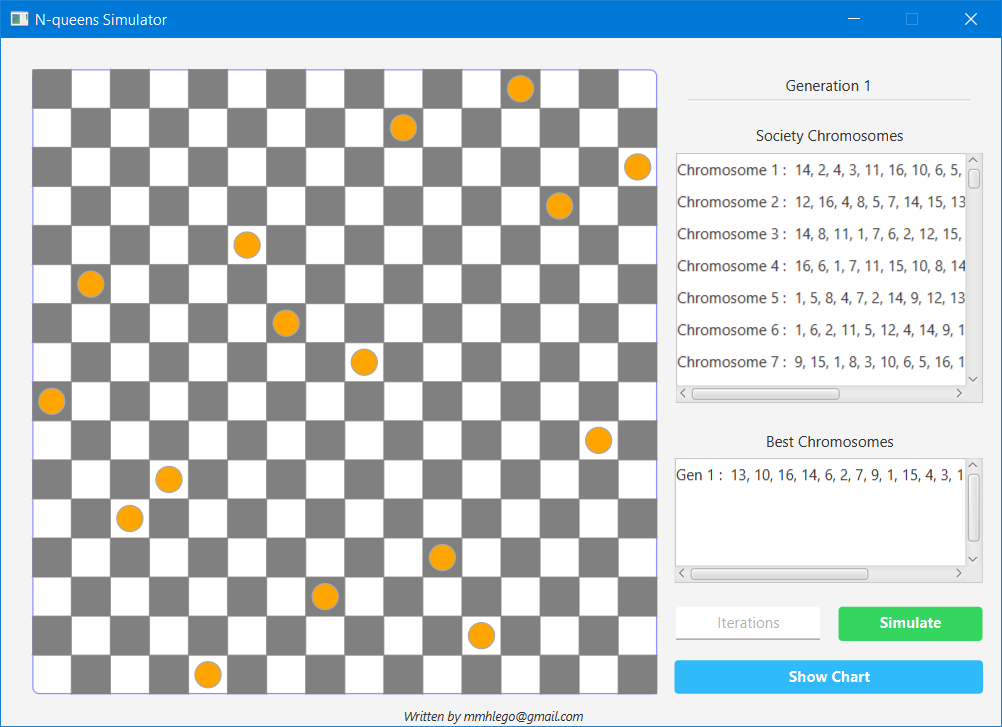 N-queens Simulator
Generation 1
Society Chromosomes
Chromosome 1 : 14, 2, 4, 3, 11, 16, 10, 6, 5,
Chromosome 2 : 12, 16, 4, 8, 5, 7, 14, 15, 13
Chromosome 3 : 14, 8, 11, 1, 7, 6, 2, 12, 15,
Chromosome 4 : 16, 6, 1, 7, 11, 15, 10, 8, 14
Chromosome 5 : 1, 5, 8, 4, 7, 2, 14, 9, 12, 13
Chromosome 6 : 1, 6, 2, 11, 5, 12, 4, 14, 9, 1
Chromosome 7 : 9, 15, 1, 8, 3, 10, 6, 5, 16, 1
Best Chromosomes
Gen 1 : 13, 10, 16, 14, 6, 2, 7, 9, 1, 15, 4, 3, 1
Iterations
Simulate
Show Chart
Written by mmhlego@gmail.com